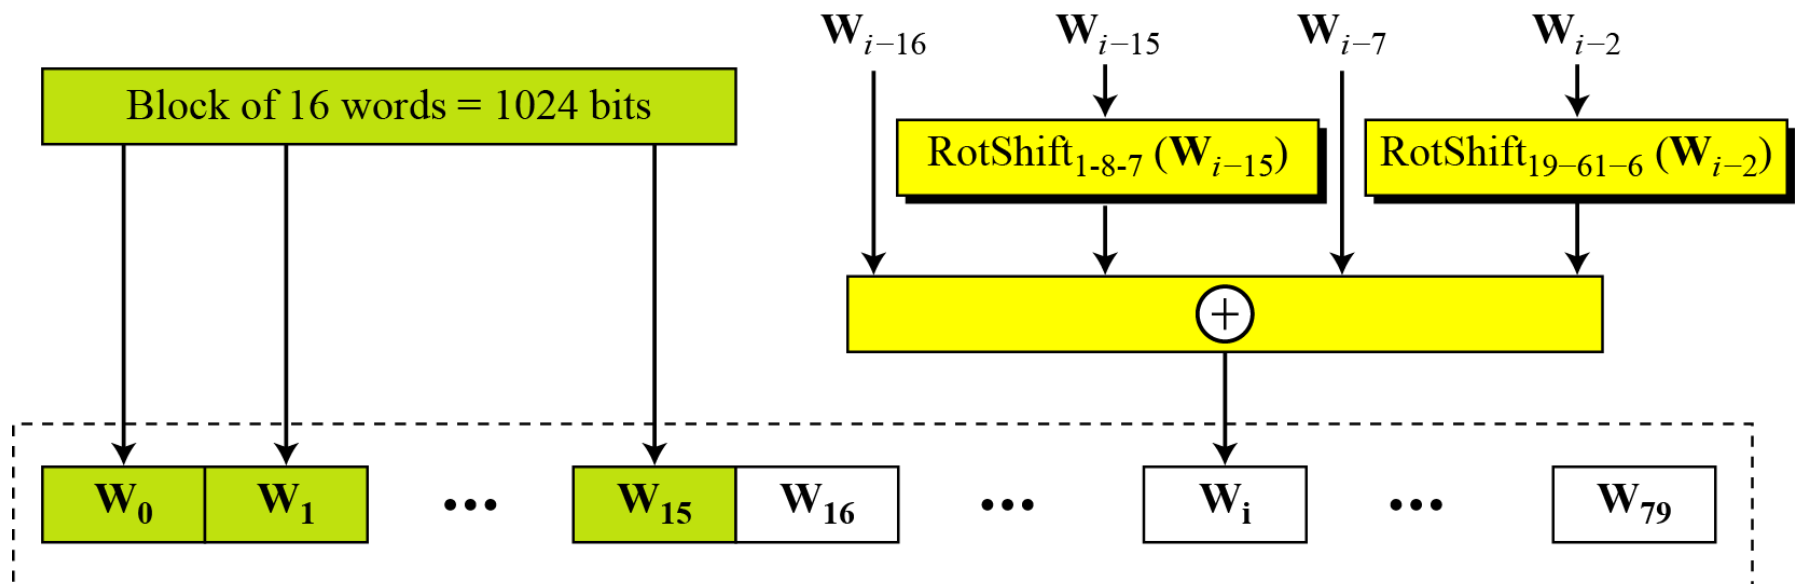 W_{i–16} W_{i–15} W_{i–7} W_{i–2}
Block of 16 words = 1024 bits
RotShift_{1-8-7} (W_{i–15}) RotShift_{19–61–6} (W_{i–2})
+
W_0 W_1 ••• W_15 W_16 ••• W_i ••• W_79